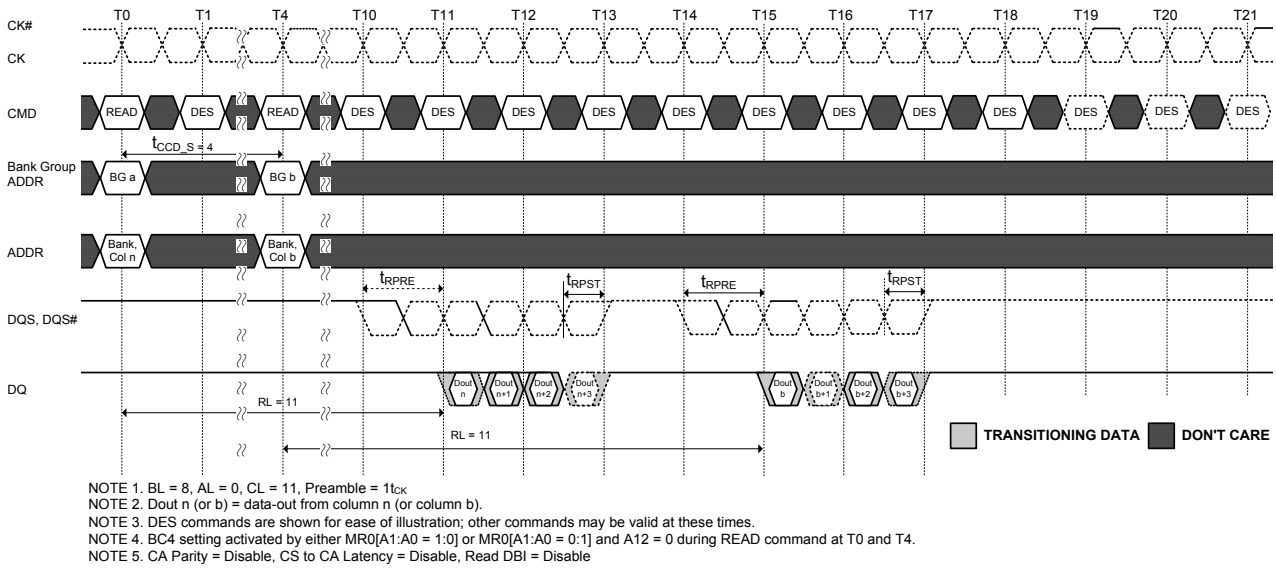 T0 T1 T4 T10 T11 T12 T13 T14 T15 T16 T17 T18 T19 T20 T21
CK#
CK
CMD READ DES READ DES DES DES DES DES DES DES DES DES DES DES DES
tCCD_S = 4
Bank Group
ADDR
BG a BG b
ADDR
Bank,
Col n
Bank,
Col b
tRPRE tRPST tRPRE tRPST
DQS, DQS#
DQ
Dout
n
Dout
n+1
Dout
n+2
Dout
n+3
Dout
b
Dout
b+1
Dout
b+2
Dout
b+3
RL = 11
RL = 11
TRANSITIONING DATA DON'T CARE
NOTE 1. BL = 8, AL = 0, CL = 11, Preamble = 1tCK
NOTE 2. Dout n (or b) = data-out from column n (or column b).
NOTE 3. DES commands are shown for ease of illustration; other commands may be valid at these times.
NOTE 4. BC4 setting activated by either MR0[A1:A0 = 1:0] or MR0[A1:A0 = 0:1] and A12 = 0 during READ command at T0 and T4.
NOTE 5. CA Parity = Disable, CS to CA Latency = Disable, Read DBI = Disable